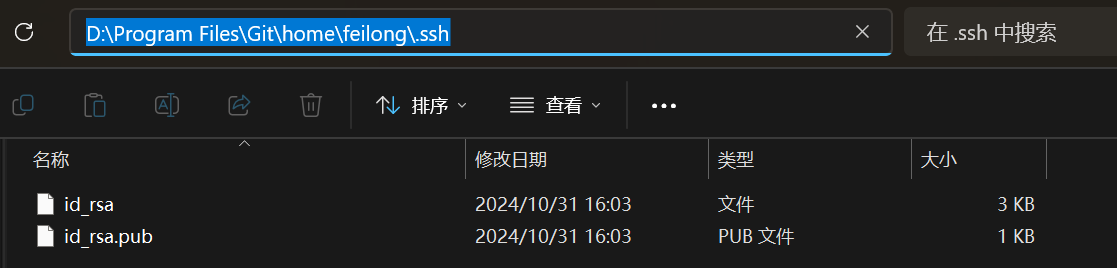 D:\Program Files\Git\home\feilong\.ssh
在 .ssh 中搜索
排序 查看
名称 修改日期 类型 大小
id_rsa 2024/10/31 16:03 文件 3 KB
id_rsa.pub 2024/10/31 16:03 PUB 文件 1 KB